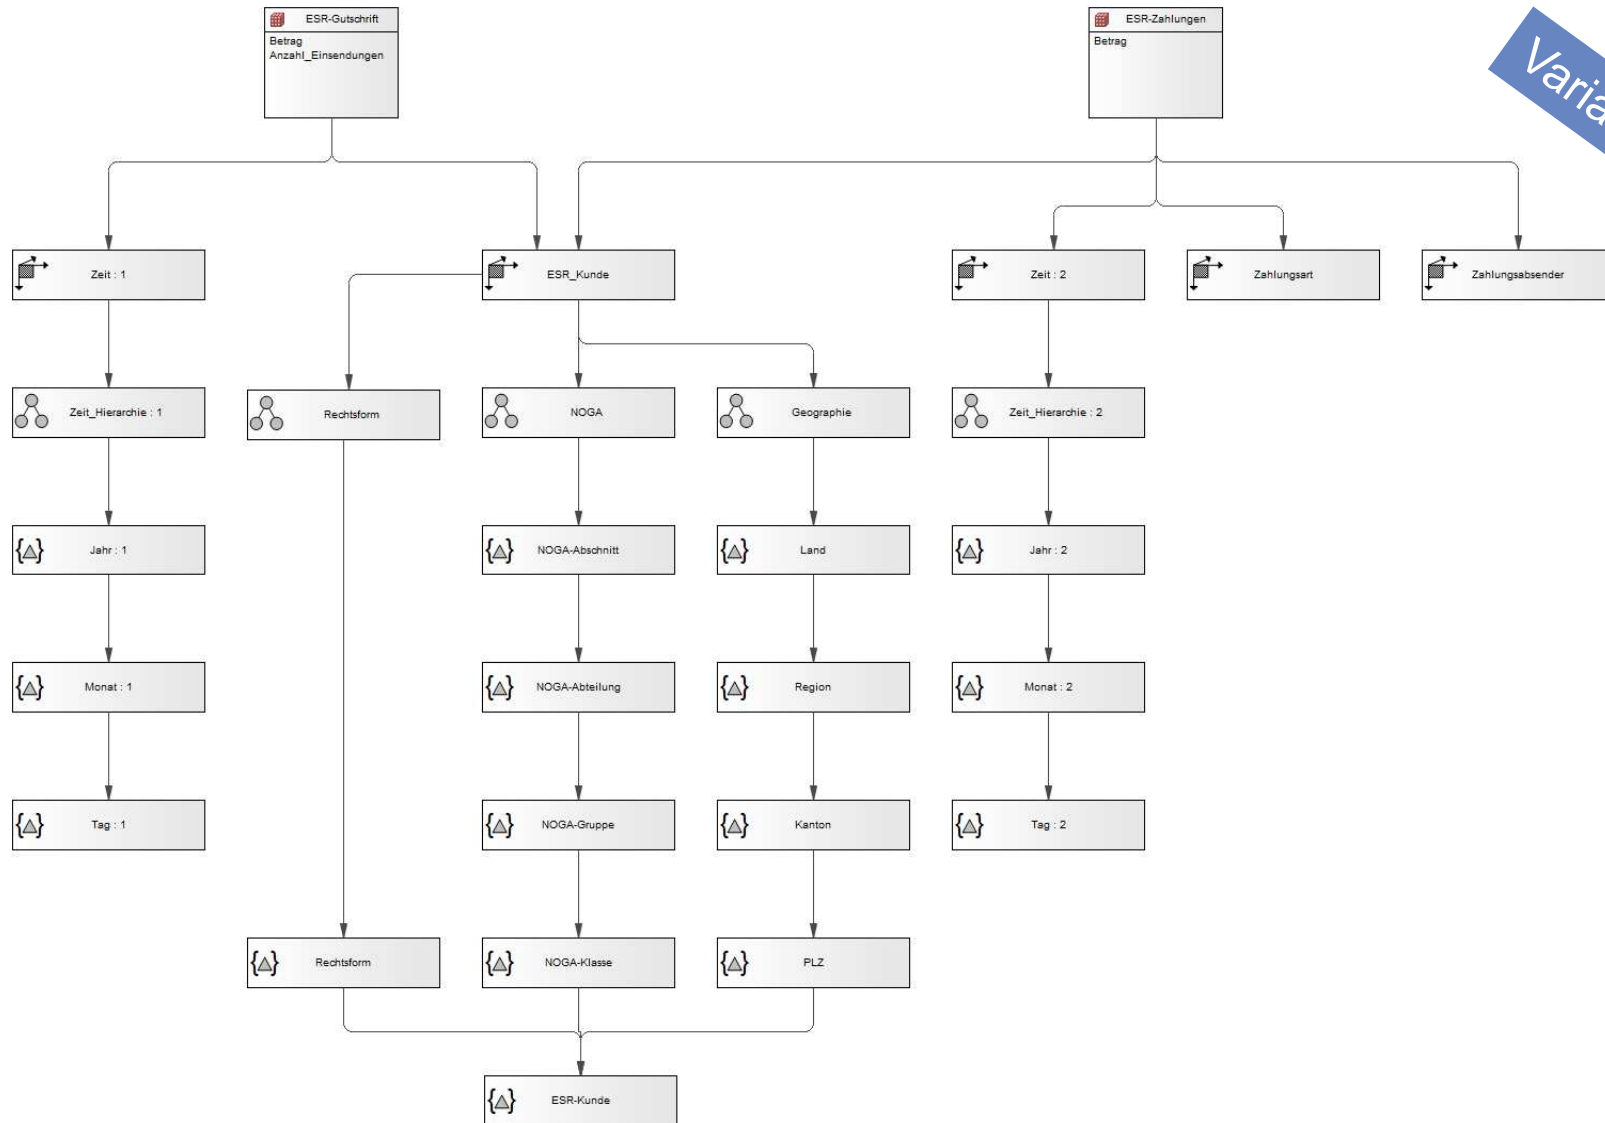 ESR-Gutschrift
Betrag
Anzahl_Einsendungen
ESR-Zahlungen
Betrag
Zeit : 1
ESR_Kunde
Zeit : 2
Zahlungsart
Zahlungsabsender
Zeit_Hierarchie : 1
Rechtsform
NOGA
Geographie
Zeit_Hierarchie : 2
Jahr : 1
NOGA-Abschnitt
Land
Jahr : 2
Monat : 1
NOGA-Abteilung
Region
Monat : 2
Tag : 1
NOGA-Gruppe
Kanton
Tag : 2
Rechtsform
NOGA-Klasse
PLZ
ESR-Kunde